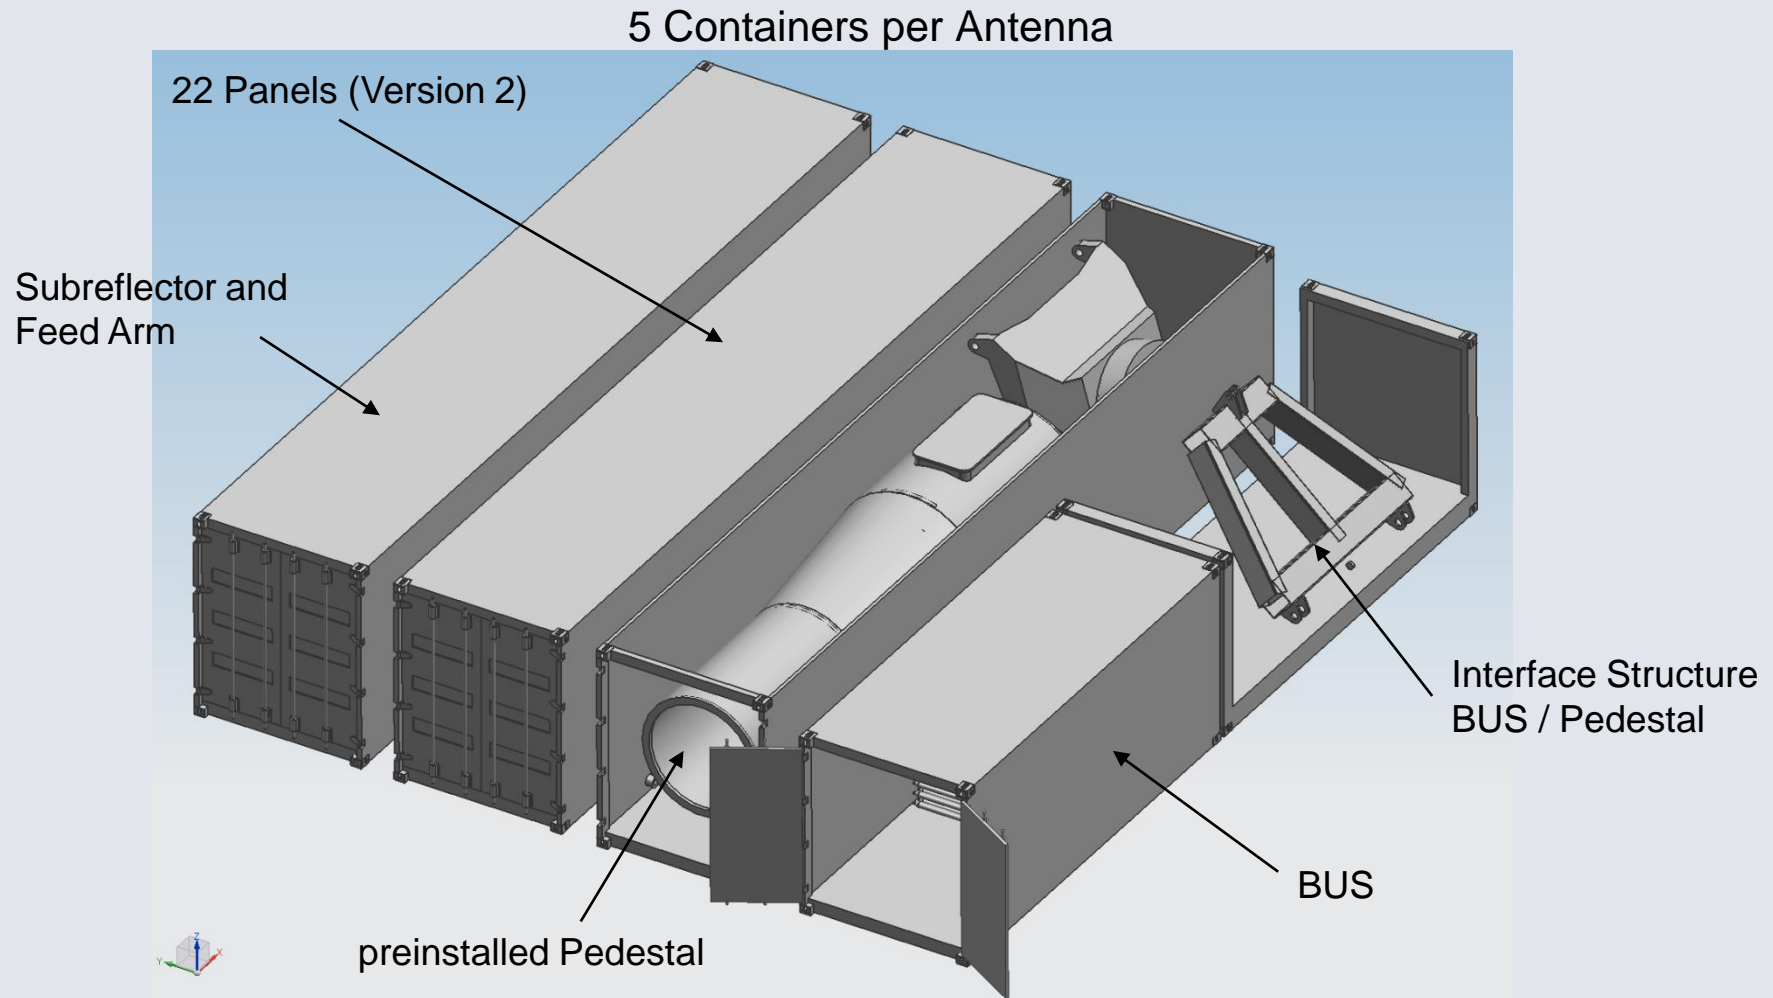 5 Containers per Antenna
22 Panels (Version 2)
Subreflector and
Feed Arm
Interface Structure
BUS / Pedestal
BUS
preinstalled Pedestal
Z
Y
X